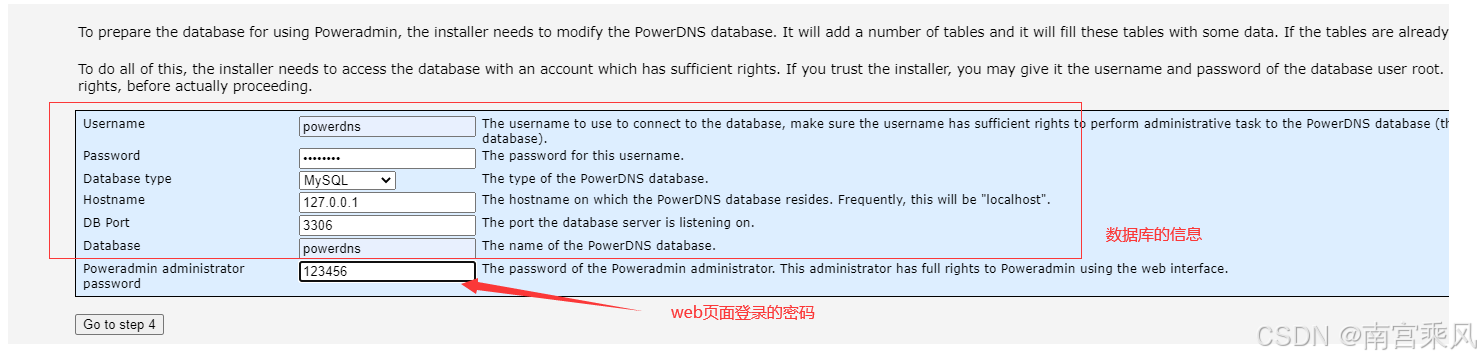 To prepare the database for using Poweradmin, the installer needs to modify the PowerDNS database. It will add a number of tables and it will fill these tables with some data. If the tables are already
To do all of this, the installer needs to access the database with an account which has sufficient rights. If you trust the installer, you may give it the username and password of the database user root.
rights, before actually proceeding.
Username powerdns The username to use to connect to the database, make sure the username has sufficient rights to perform administrative task to the PowerDNS database (th
database).
Password •••••••• The password for this username.
Database type MySQL The type of the PowerDNS database.
Hostname 127.0.0.1 The hostname on which the PowerDNS database resides. Frequently, this will be "localhost".
DB Port 3306 The port the database server is listening on.
数据库的信息
Database powerdns The name of the PowerDNS database.
Poweradmin administrator 123456 The password of the Poweradmin administrator. This administrator has full rights to Poweradmin using the web interface.
password
web页面登录的密码
Go to step 4
CSDN @南宫乘风